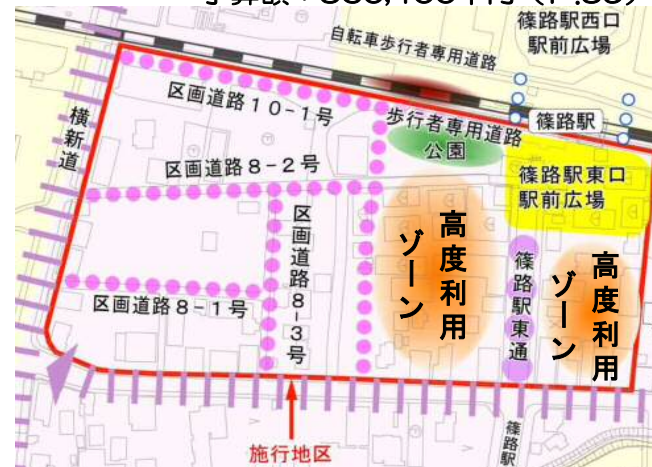 篠路駅西口
駅前広場
自転車歩行者専用道路
区画道路10-1号
歩行者専用道路
篠路駅
公園
横新道
区画道路8-2号
篠路駅東口
駅前広場
区画道路8-3号
高度利用
ゾーン
篠路駅東通
高度利用
ゾーン
区画道路8-1号
施行地区
篠路駅